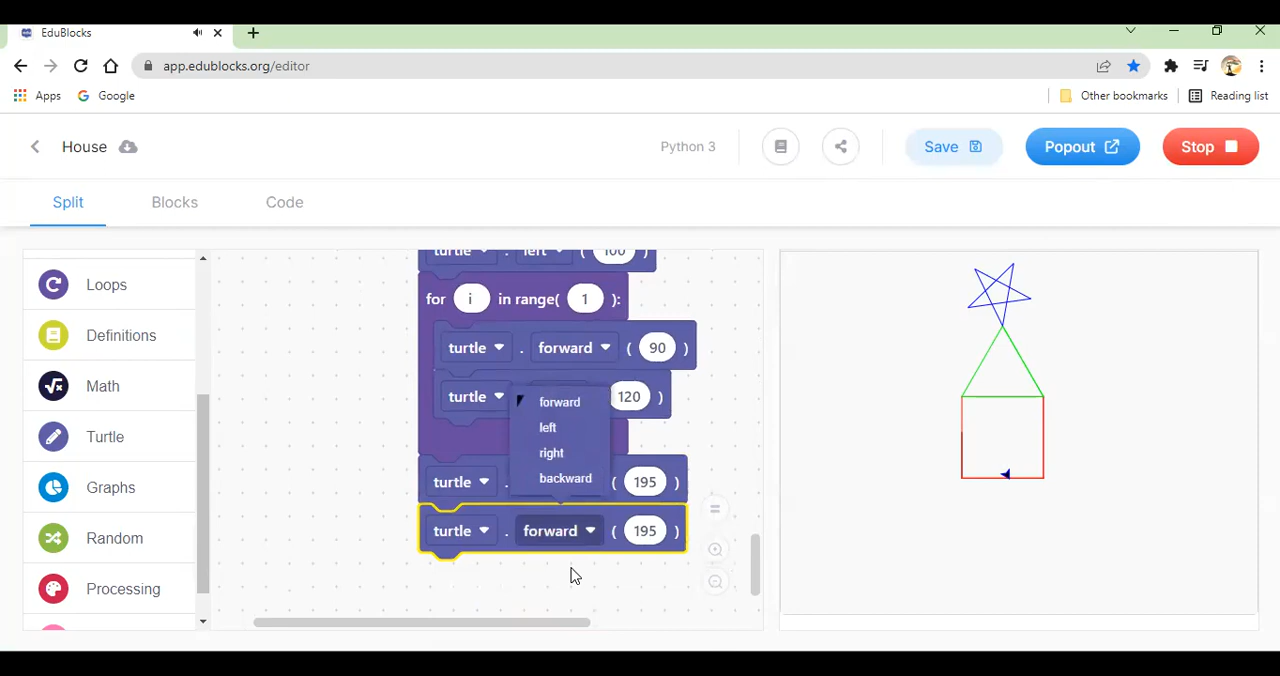 EduBlocks
app.edublocks.org/editor
Apps
Google
Other bookmarks
Reading list
House
Python 3
Save
Popout
Stop
Split
Blocks
Code
Loops
Definitions
Math
Turtle
Graphs
Random
Processing
turtle . left ( 100 )
for i in range( 1 ):
turtle . forward ( 90 )
turtle 120 )
forward
left
right
backward
turtle . ( 195 )
turtle . forward ( 195 )